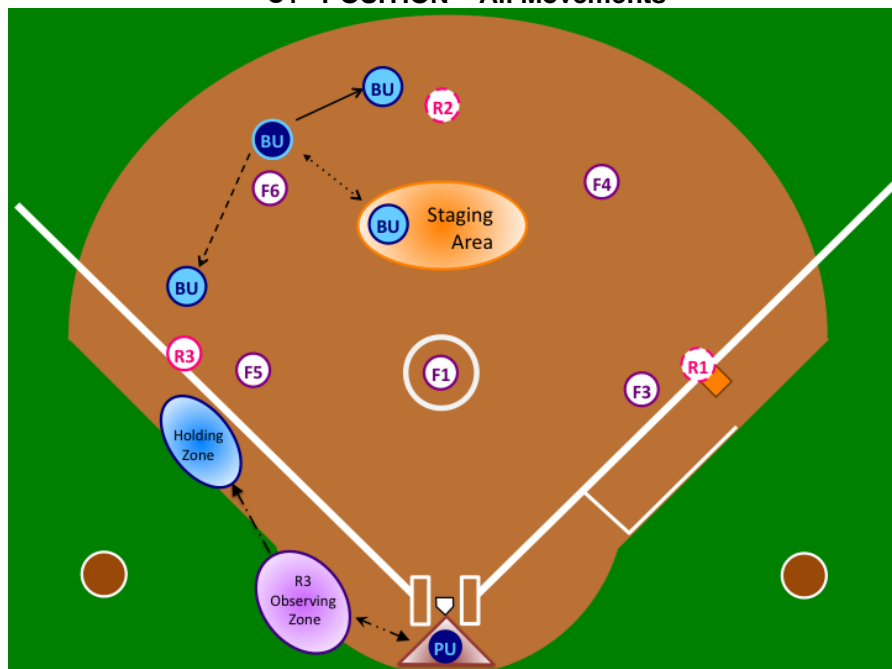 BU
R2
BU
F6
F4
BU
Staging
Area
BU
R3
F5
F1
R1
F3
Holding
Zone
R3
Observing
Zone
PU